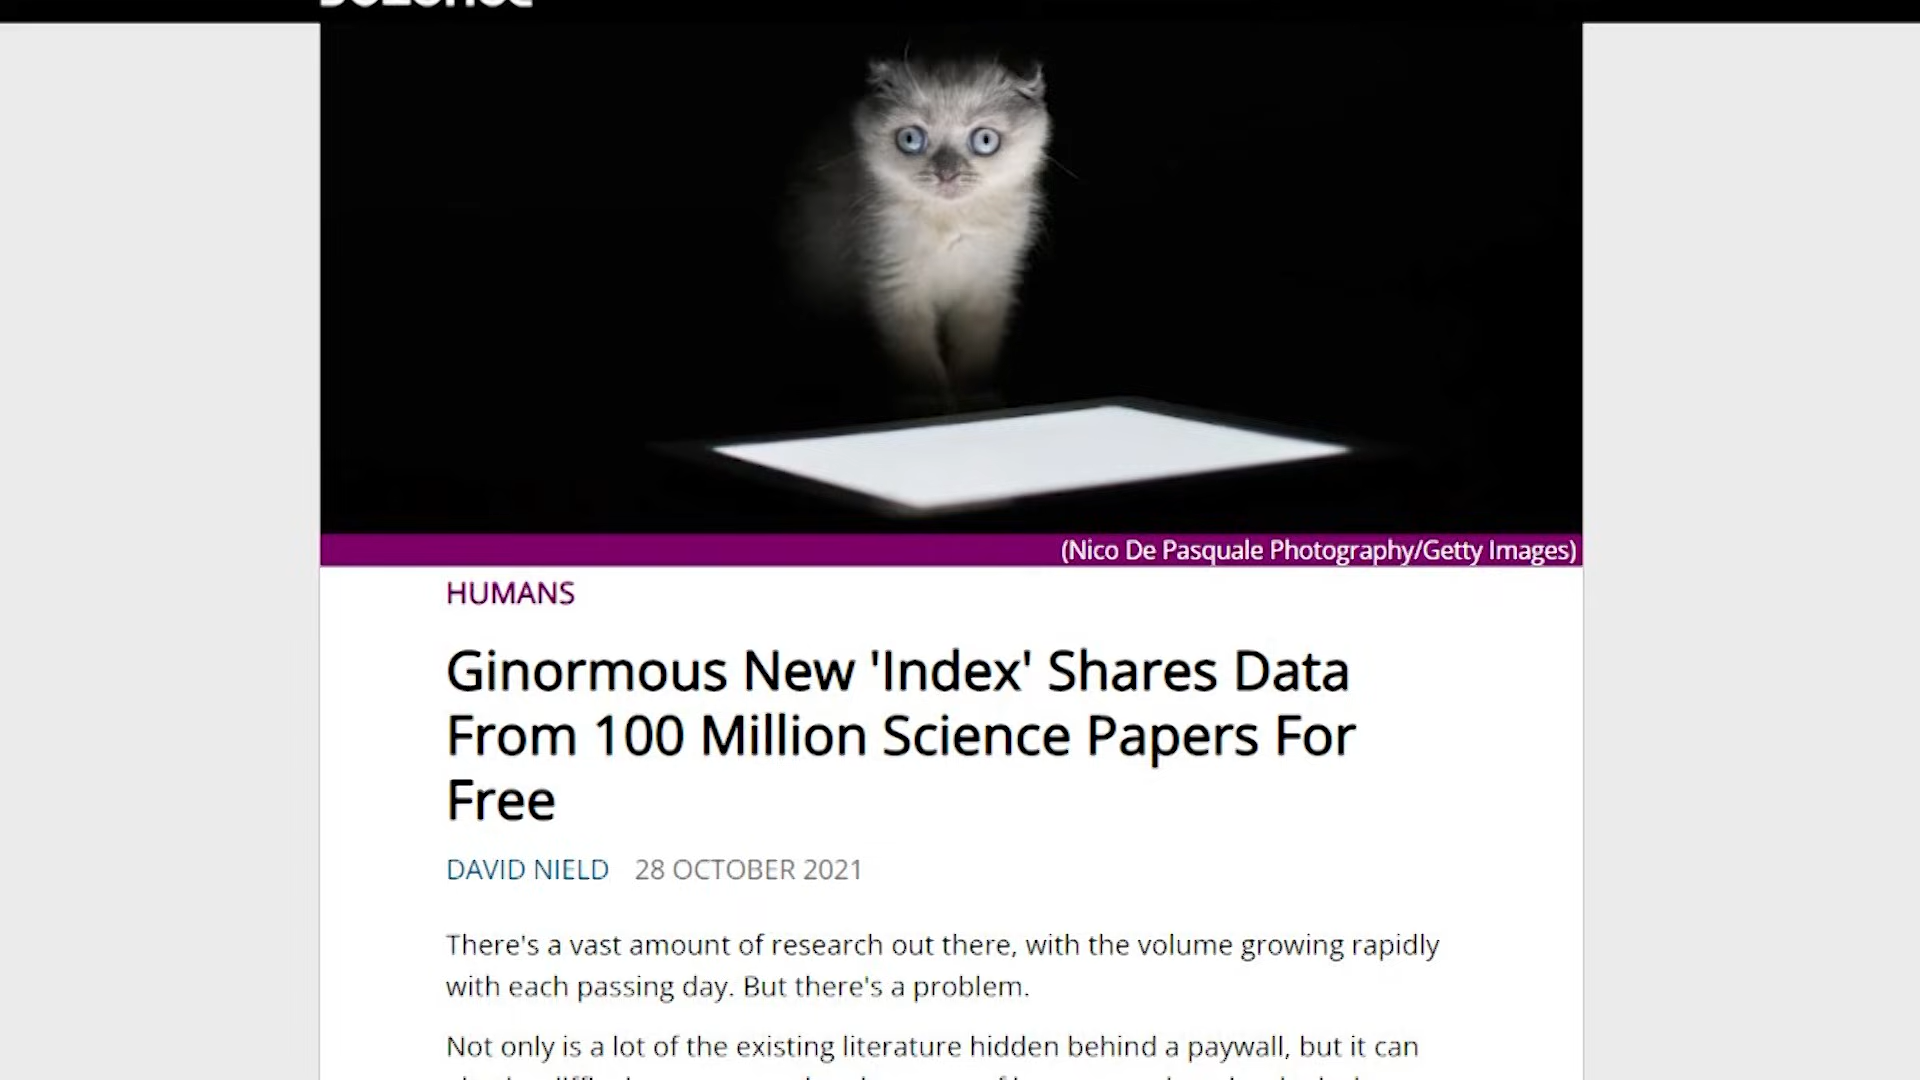 (Nico De Pasquale Photography/Getty Images)
HUMANS
Ginormous New 'Index' Shares Data
From 100 Million Science Papers For
Free
DAVID NIELD 28 OCTOBER 2021
There's a vast amount of research out there, with the volume growing rapidly
with each passing day. But there's a problem.
Not only is a lot of the existing literature hidden behind a paywall, but it can